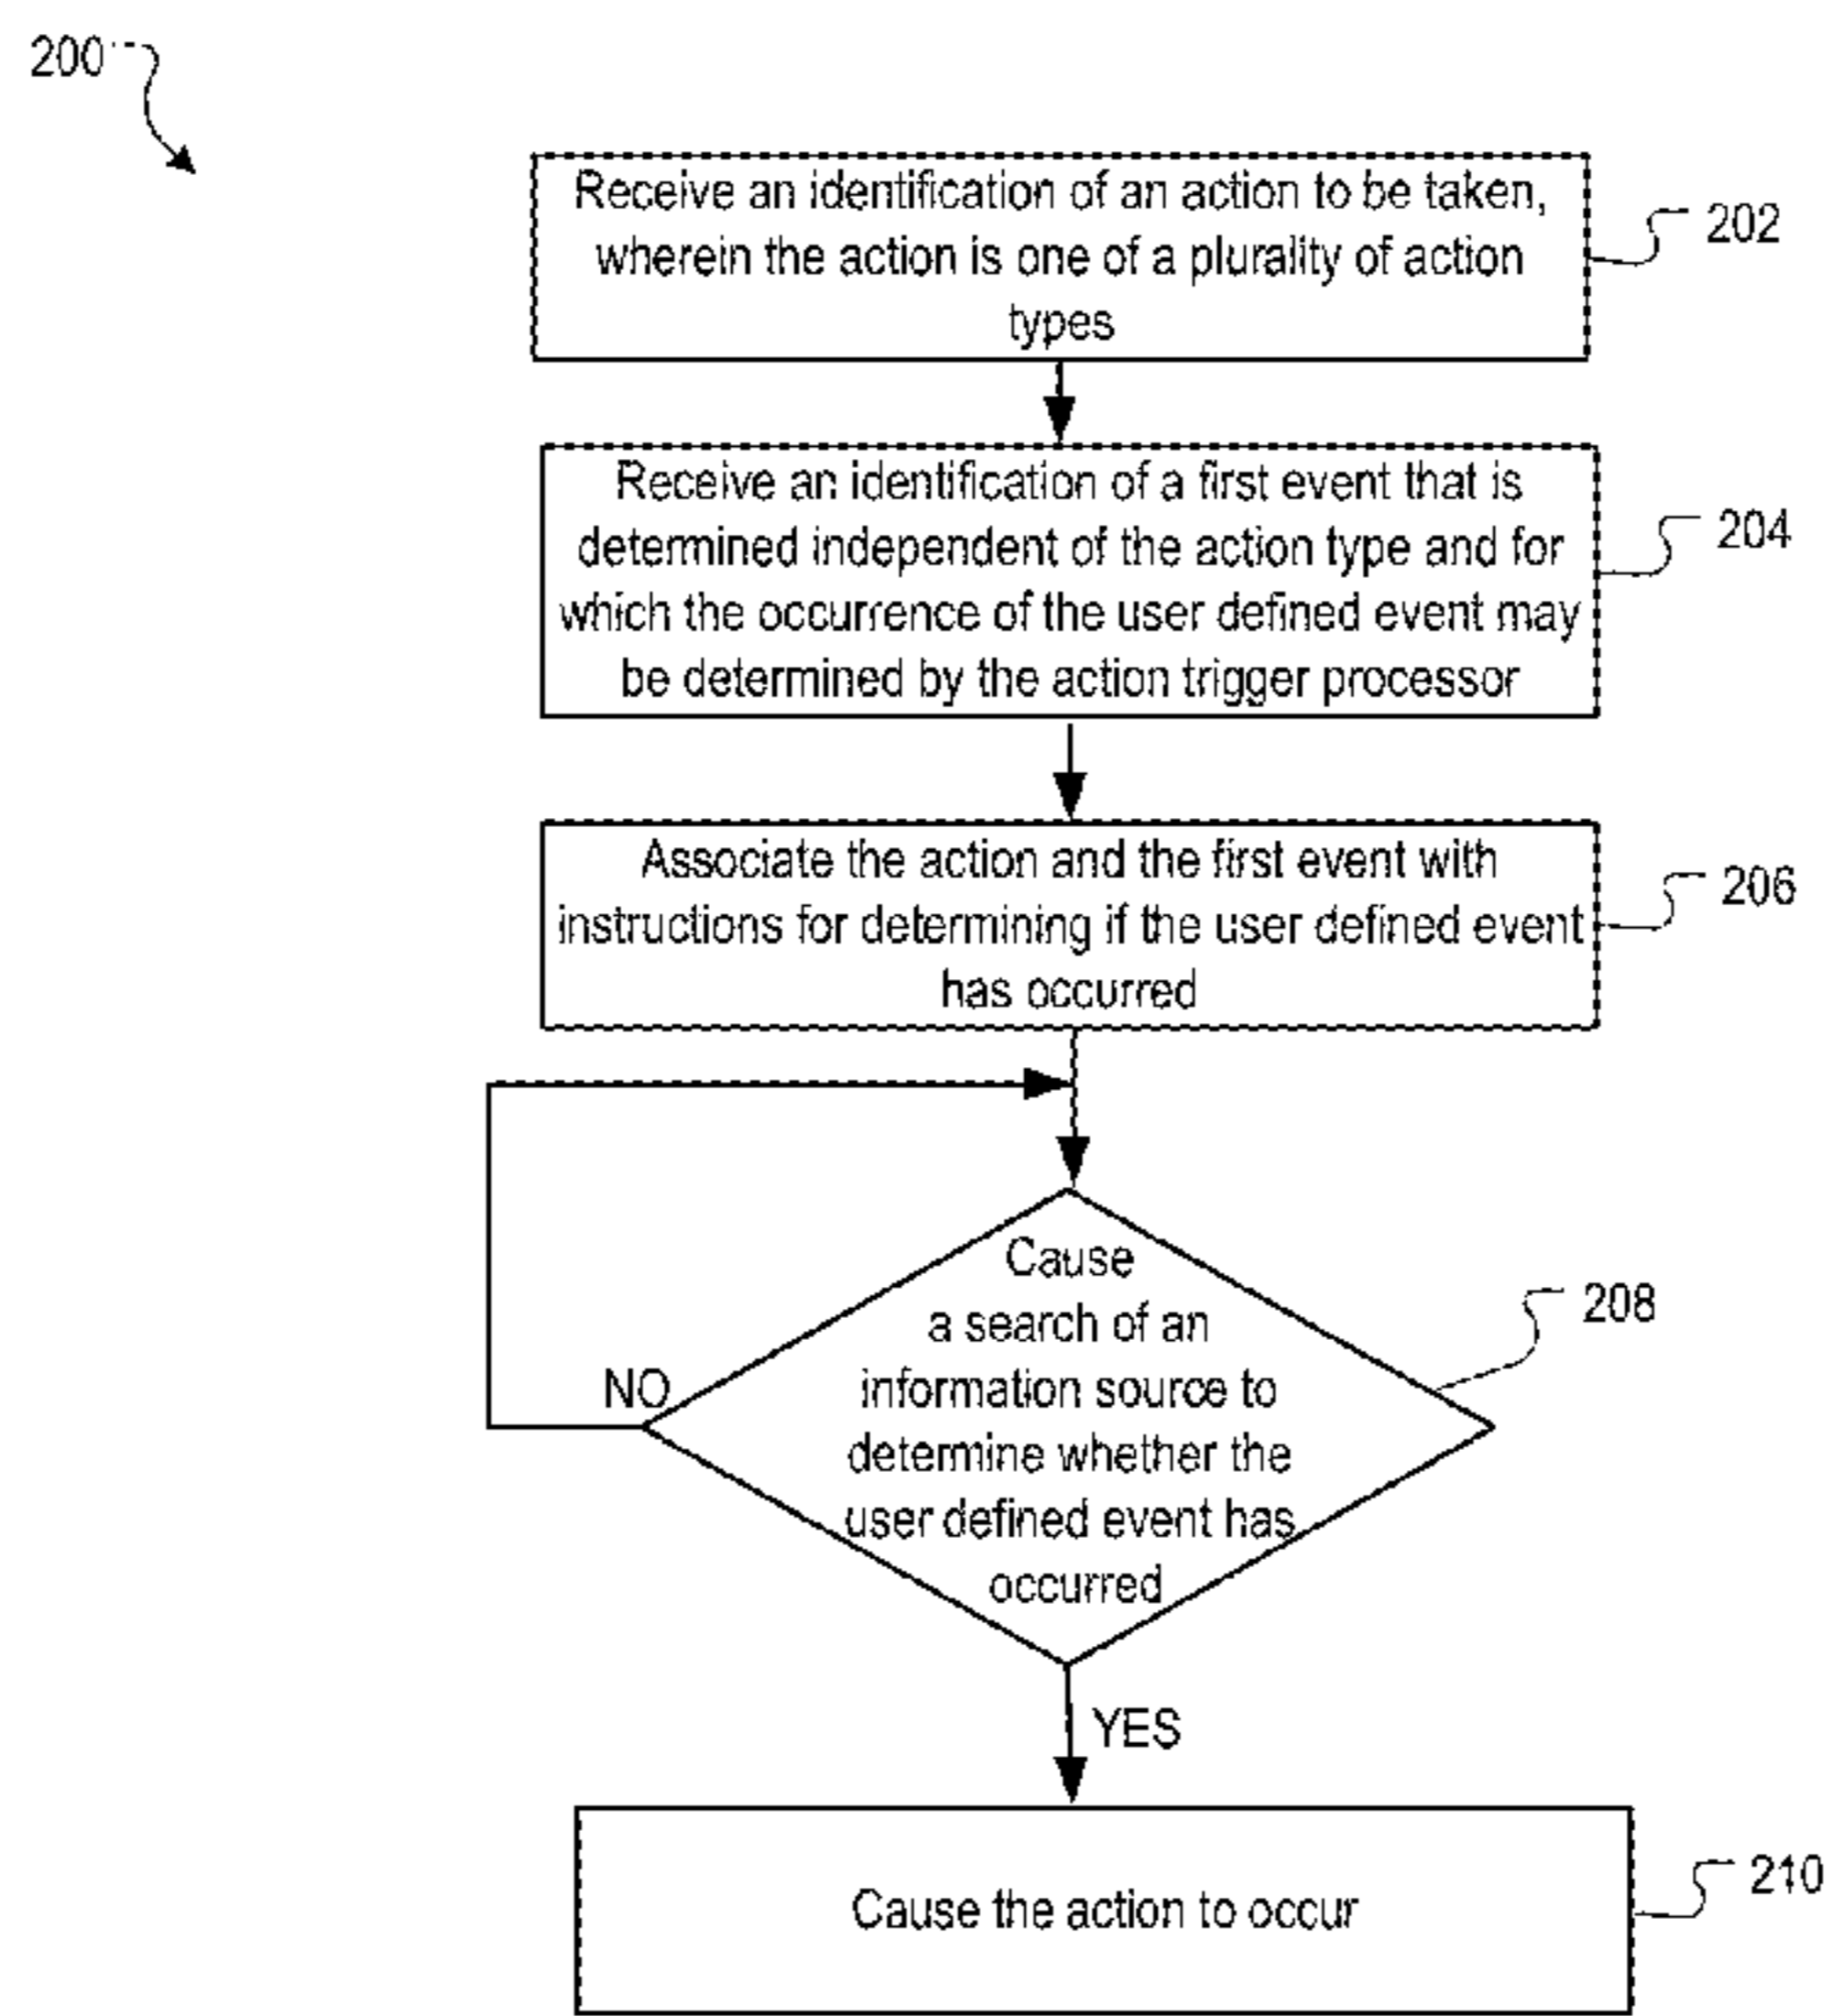 200
Receive an identification of an action to be taken,
wherein the action is one of a plurality of action
types
202
Receive an identification of a first event that is
determined independent of the action type and for
which the occurrence of the user defined event may
be determined by the action trigger processor
204
Associate the action and the first event with
instructions for determining if the user defined event
has occurred
206
Cause
a search of an
information source to
determine whether the
user defined event has
occurred
208
NO
YES
Cause the action to occur
210